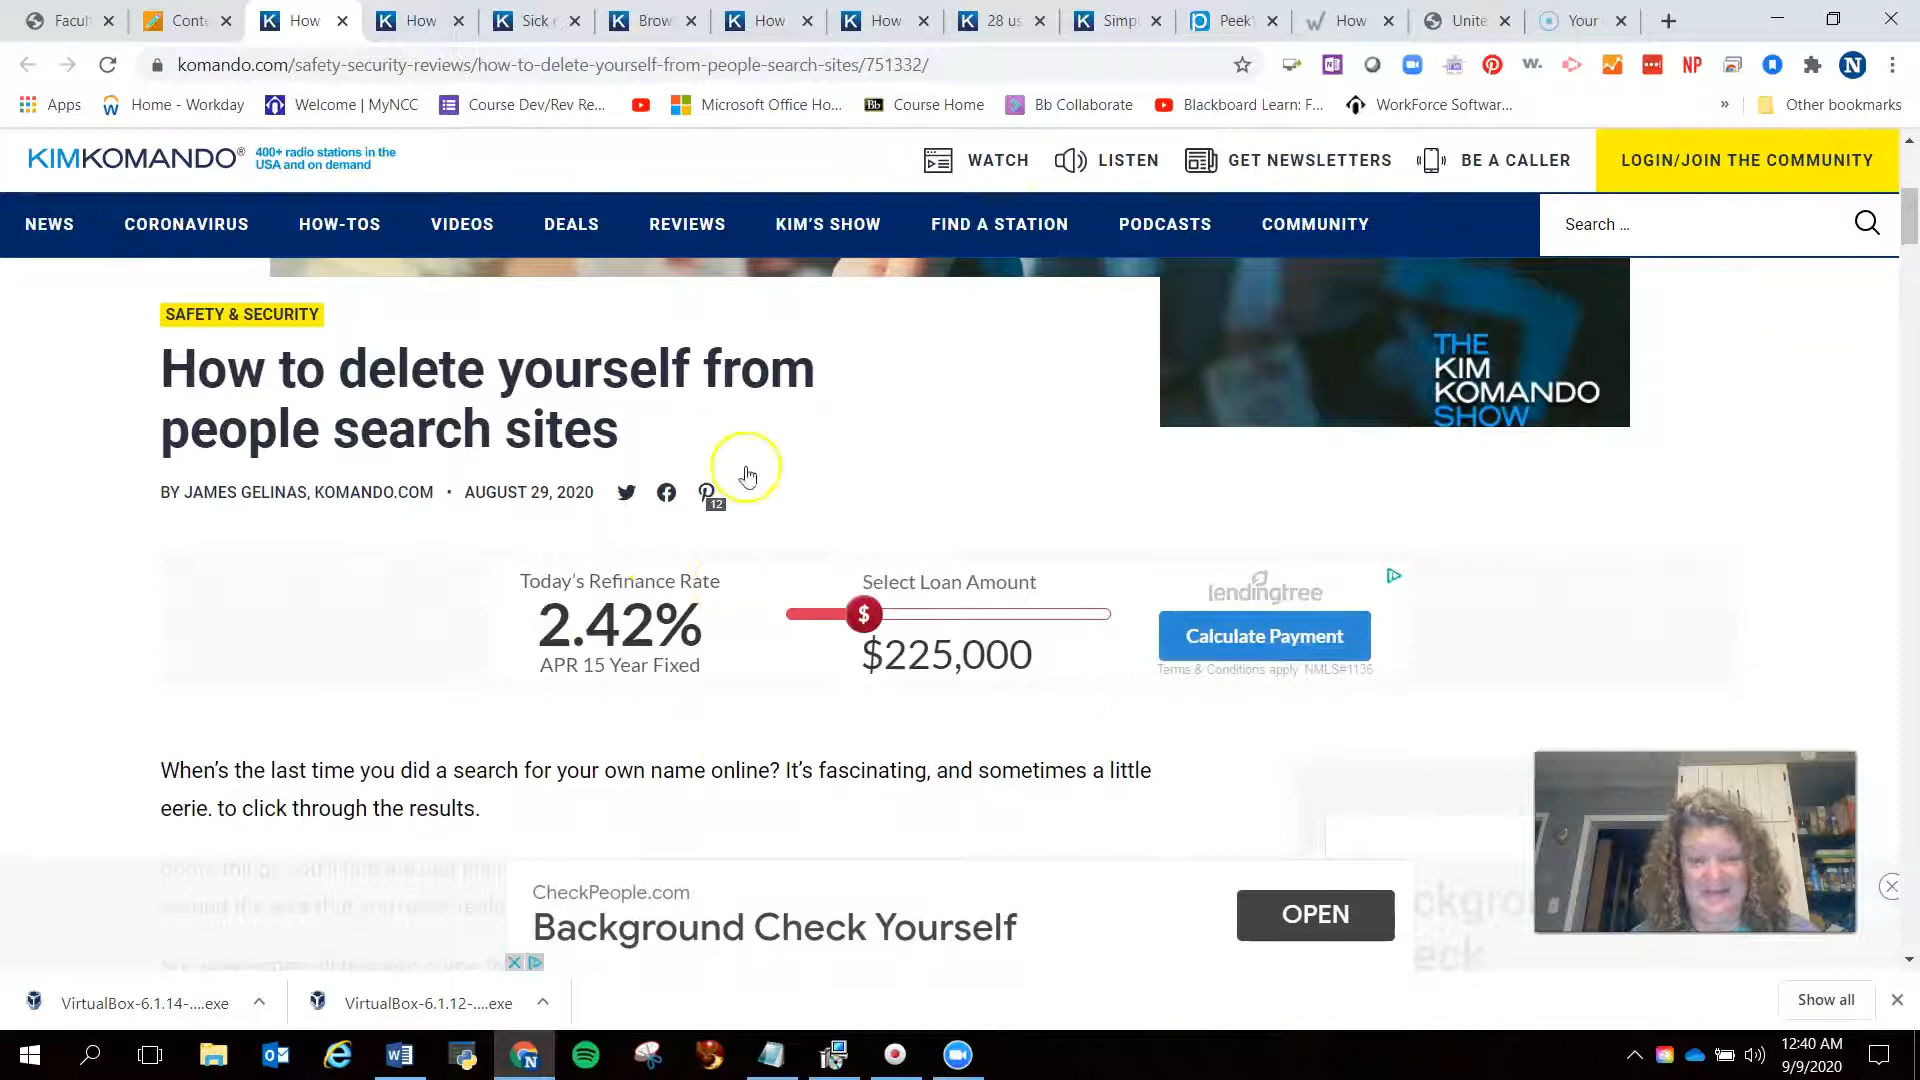 Facul
Conte
How
How
Sick o
Brow
How
How
28 us
Simpl
Peek'
How
Unite
Your
komando.com/safety-security-reviews/how-to-delete-yourself-from-people-search-sites/751332/
NP
N
Apps
Home - Workday
Welcome | MyNCC
Course Dev/Rev Re...
Microsoft Office Ho...
Bb
Course Home
Bb Collaborate
Blackboard Learn: F...
WorkForce Softwar...
»
Other bookmarks
KIMKOMANDO®
400+ radio stations in the
USA and on demand
WATCH
LISTEN
GET NEWSLETTERS
BE A CALLER
LOGIN/JOIN THE COMMUNITY
NEWS
CORONAVIRUS
HOW-TOS
VIDEOS
DEALS
REVIEWS
KIM'S SHOW
FIND A STATION
PODCASTS
COMMUNITY
Search ...
SAFETY & SECURITY
How to delete yourself from
people search sites
THE
KIM
KOMANDO
SHOW
BY JAMES GELINAS, KOMANDO.COM • AUGUST 29, 2020
12
Today's Refinance Rate
2.42%
APR 15 Year Fixed
Select Loan Amount
$
$225,000
lendingtree
Calculate Payment
Terms & Conditions apply. NMLS#1136
When's the last time you did a search for your own name online? It's fascinating, and sometimes a little
eerie. to click through the results.
CheckPeople.com
Background Check Yourself
OPEN
VirtualBox-6.1.14-....exe
VirtualBox-6.1.12-....exe
Show all
12:40 AM
9/9/2020